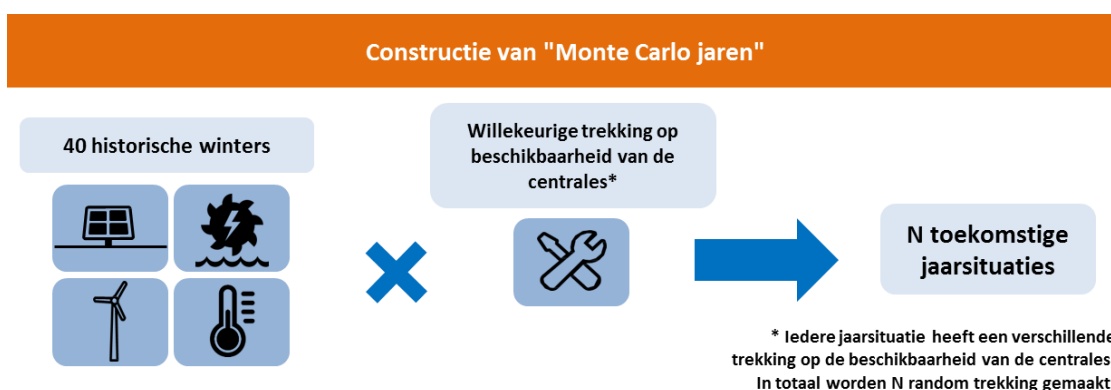 Constructie van "Monte Carlo jaren"
40 historische winters
Willekeurige trekking op
beschikbaarheid van de
centrales*
N toekomstige
jaarsituaties
* Iedere jaarsituatie heeft een verschillende
trekking op de beschikbaarheid van de centrales
In totaal worden N random trekking gemaakt